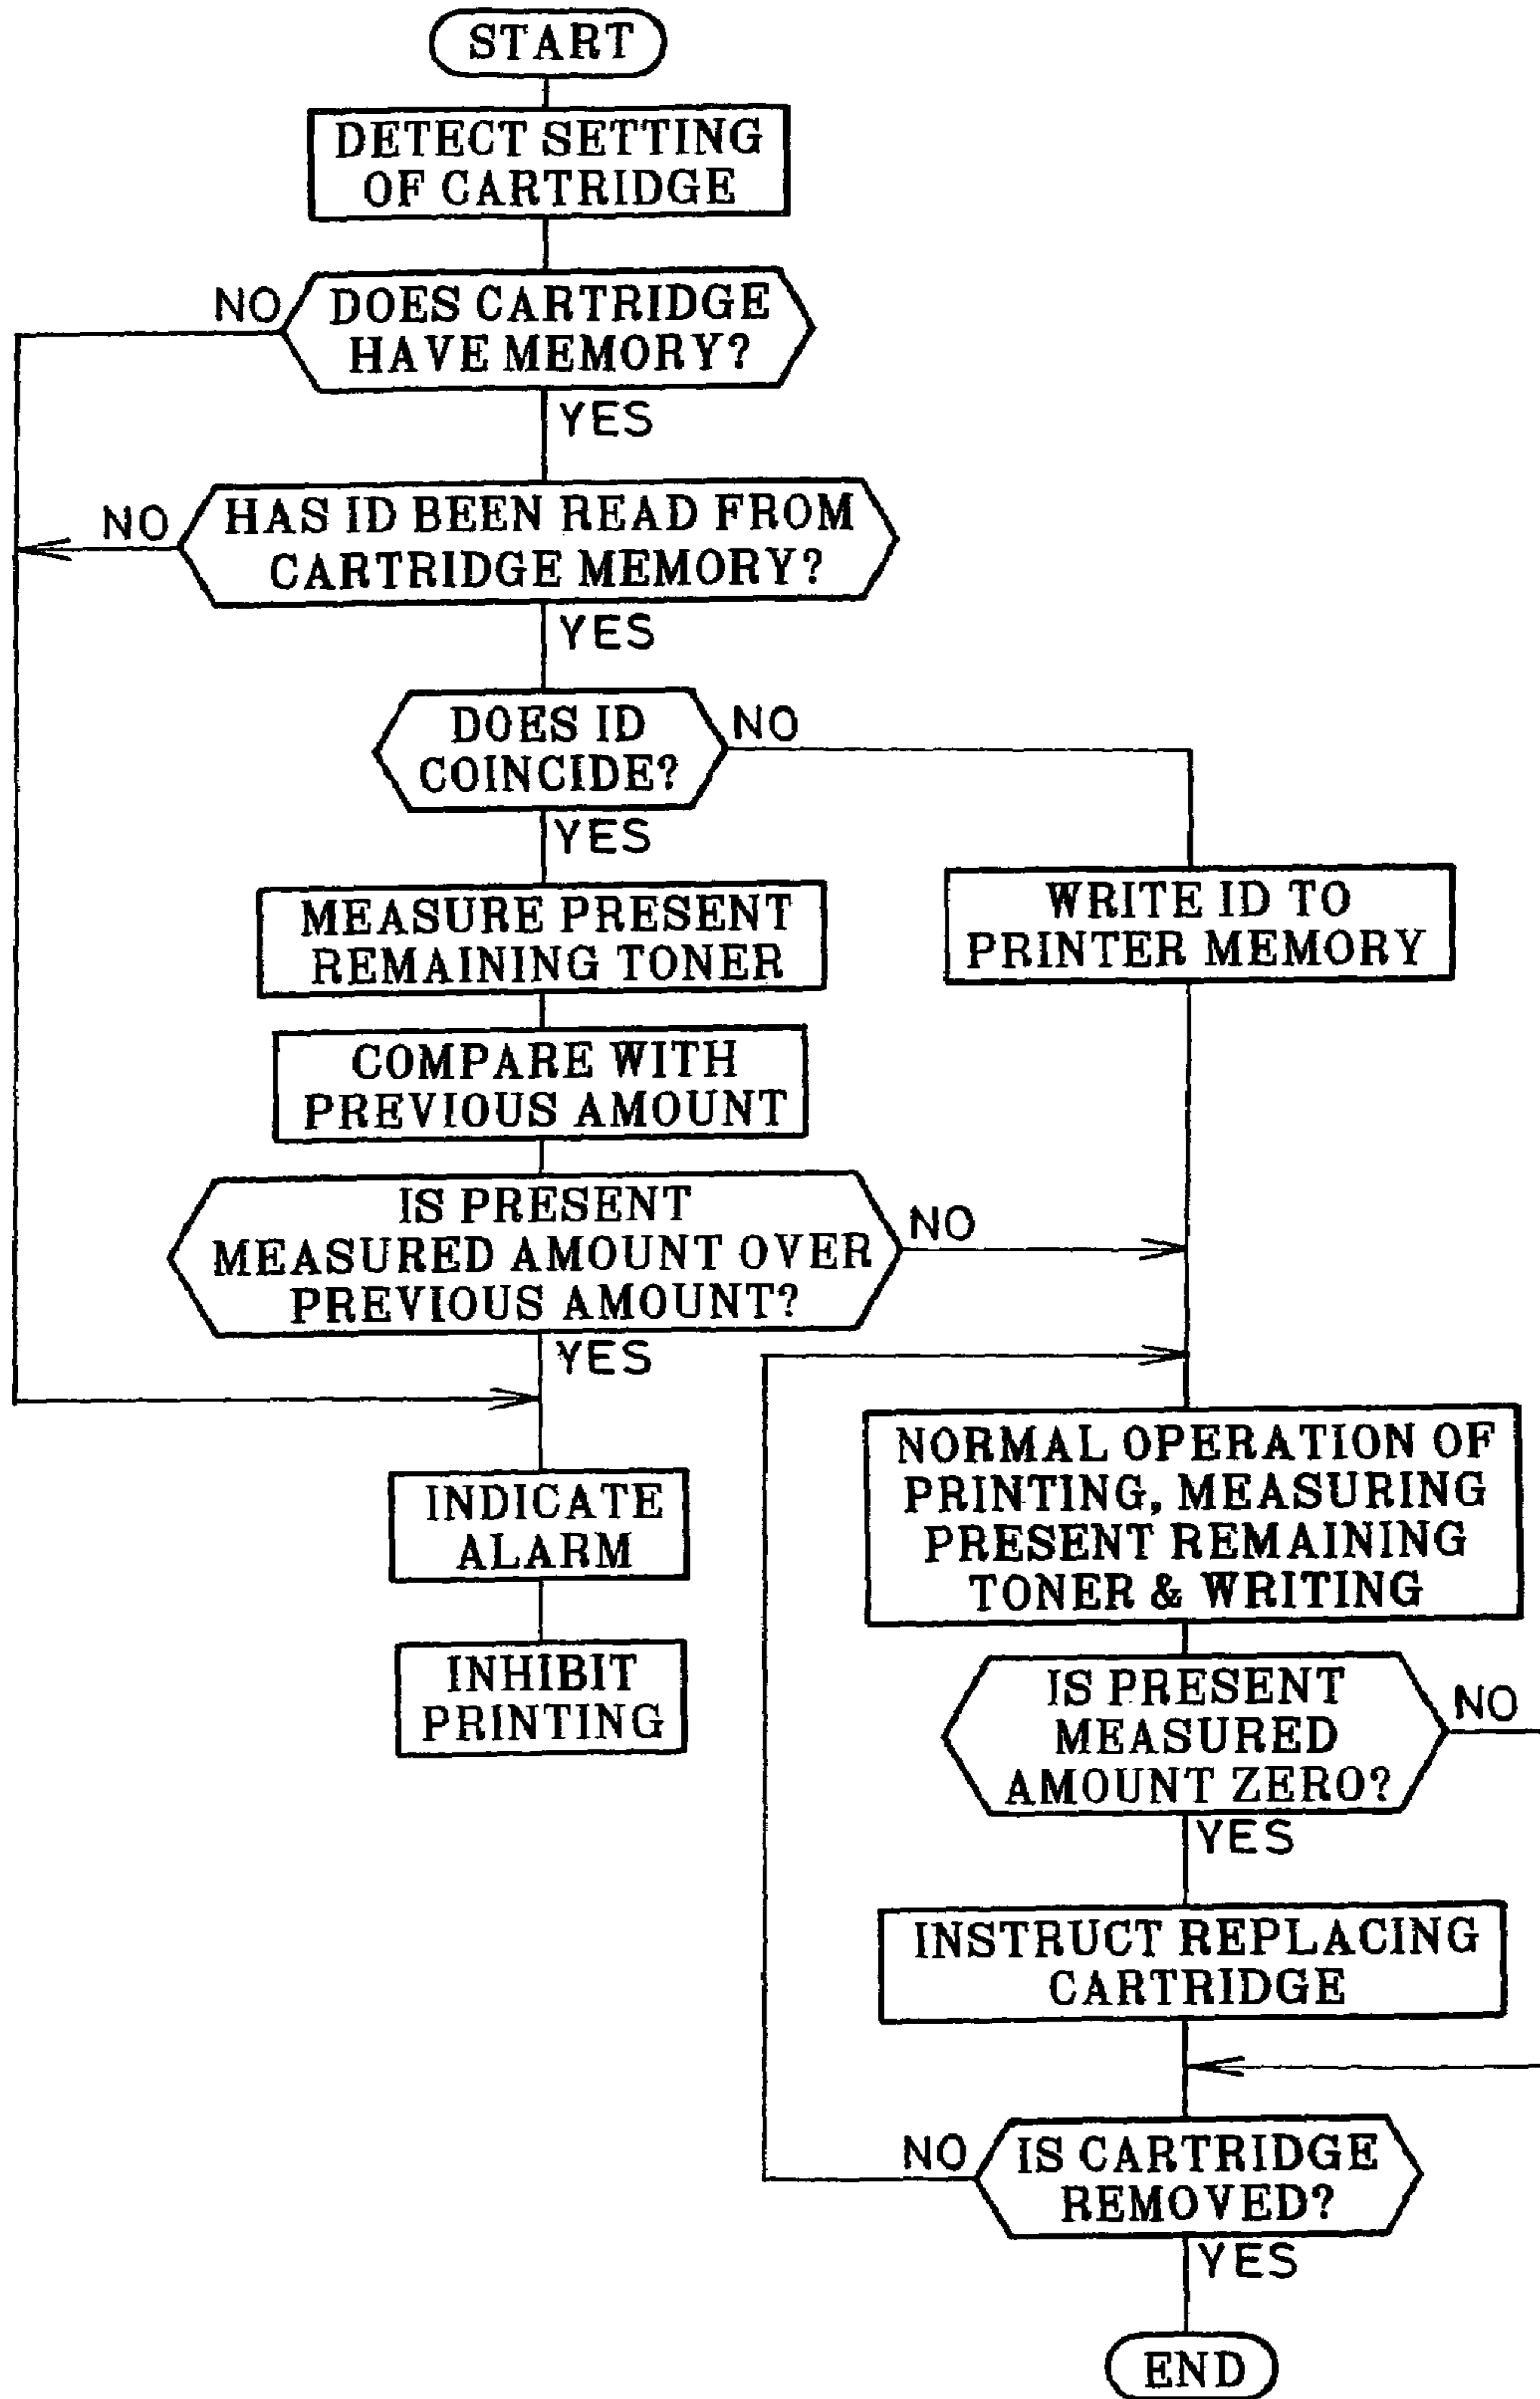 START
DETECT SETTING
OF CARTRIDGE
NO
DOES CARTRIDGE
HAVE MEMORY?
YES
NO
HAS ID BEEN READ FROM
CARTRIDGE MEMORY?
YES
DOES ID
COINCIDE?
NO
YES
MEASURE PRESENT
REMAINING TONER
WRITE ID TO
PRINTER MEMORY
COMPARE WITH
PREVIOUS AMOUNT
IS PRESENT
MEASURED AMOUNT OVER
PREVIOUS AMOUNT?
NO
YES
INDICATE
ALARM
INHIBIT
PRINTING
NORMAL OPERATION OF
PRINTING, MEASURING
PRESENT REMAINING
TONER & WRITING
IS PRESENT
MEASURED
AMOUNT ZERO?
NO
YES
INSTRUCT REPLACING
CARTRIDGE
NO
IS CARTRIDGE
REMOVED?
YES
END